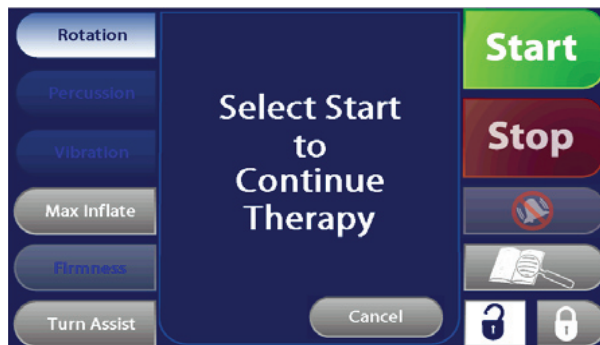 Rotation
Percussion
Vibration
Max Inflate
Firmness
Turn Assist
Select Start
to
Continue
Therapy
Cancel
Start
Stop